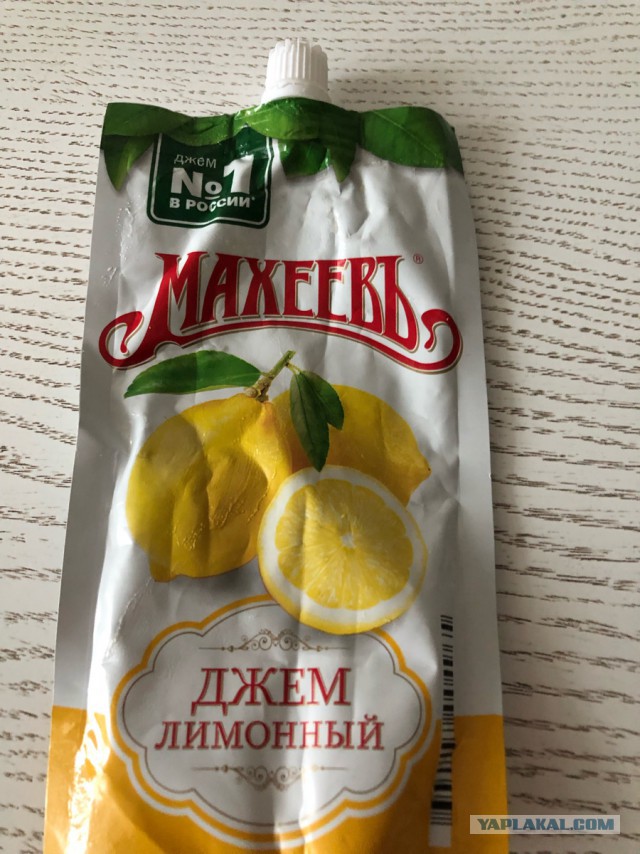 джем
№1
В РОССИИ*
МАХЕЕВЪ®
ДЖЕМ
ЛИМОННЫЙ
YAPLAKAL.COM